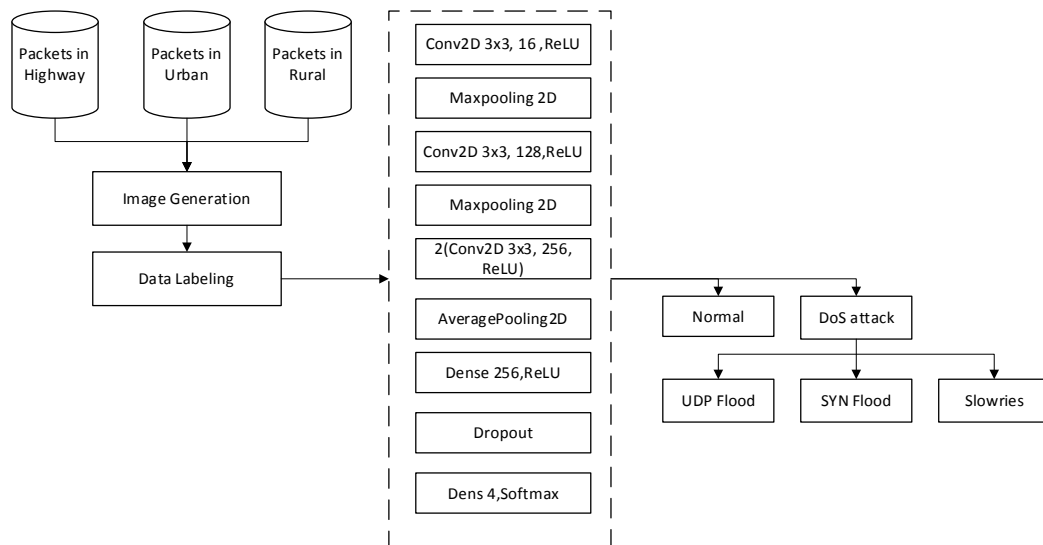 Packets in
Highway
Packets in
Urban
Packets in
Rural
Image Generation
Data Labeling
Conv2D 3x3, 16 ,ReLU
Maxpooling 2D
Conv2D 3x3, 128,ReLU
Maxpooling 2D
2(Conv2D 3x3, 256,
ReLU)
AveragePooling2D
Dense 256,ReLU
Dropout
Dens 4,Softmax
Normal
DoS attack
UDP Flood
SYN Flood
Slowries